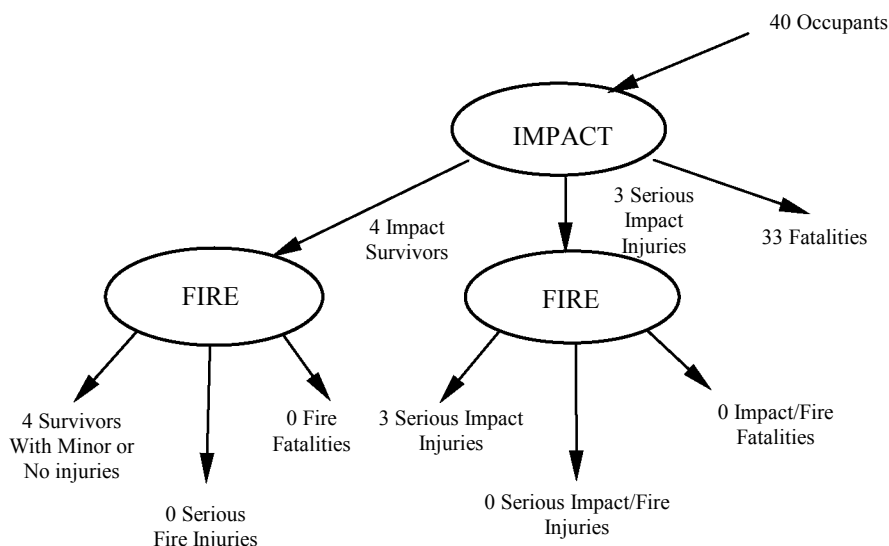 40 Occupants
IMPACT
4 Impact
Survivors
3 Serious
Impact
Injuries
33 Fatalities
FIRE
FIRE
4 Survivors
With Minor or
No injuries
0 Serious
Fire Injuries
0 Fire
Fatalities
3 Serious Impact
Injuries
0 Serious Impact/Fire
Injuries
0 Impact/Fire
Fatalities